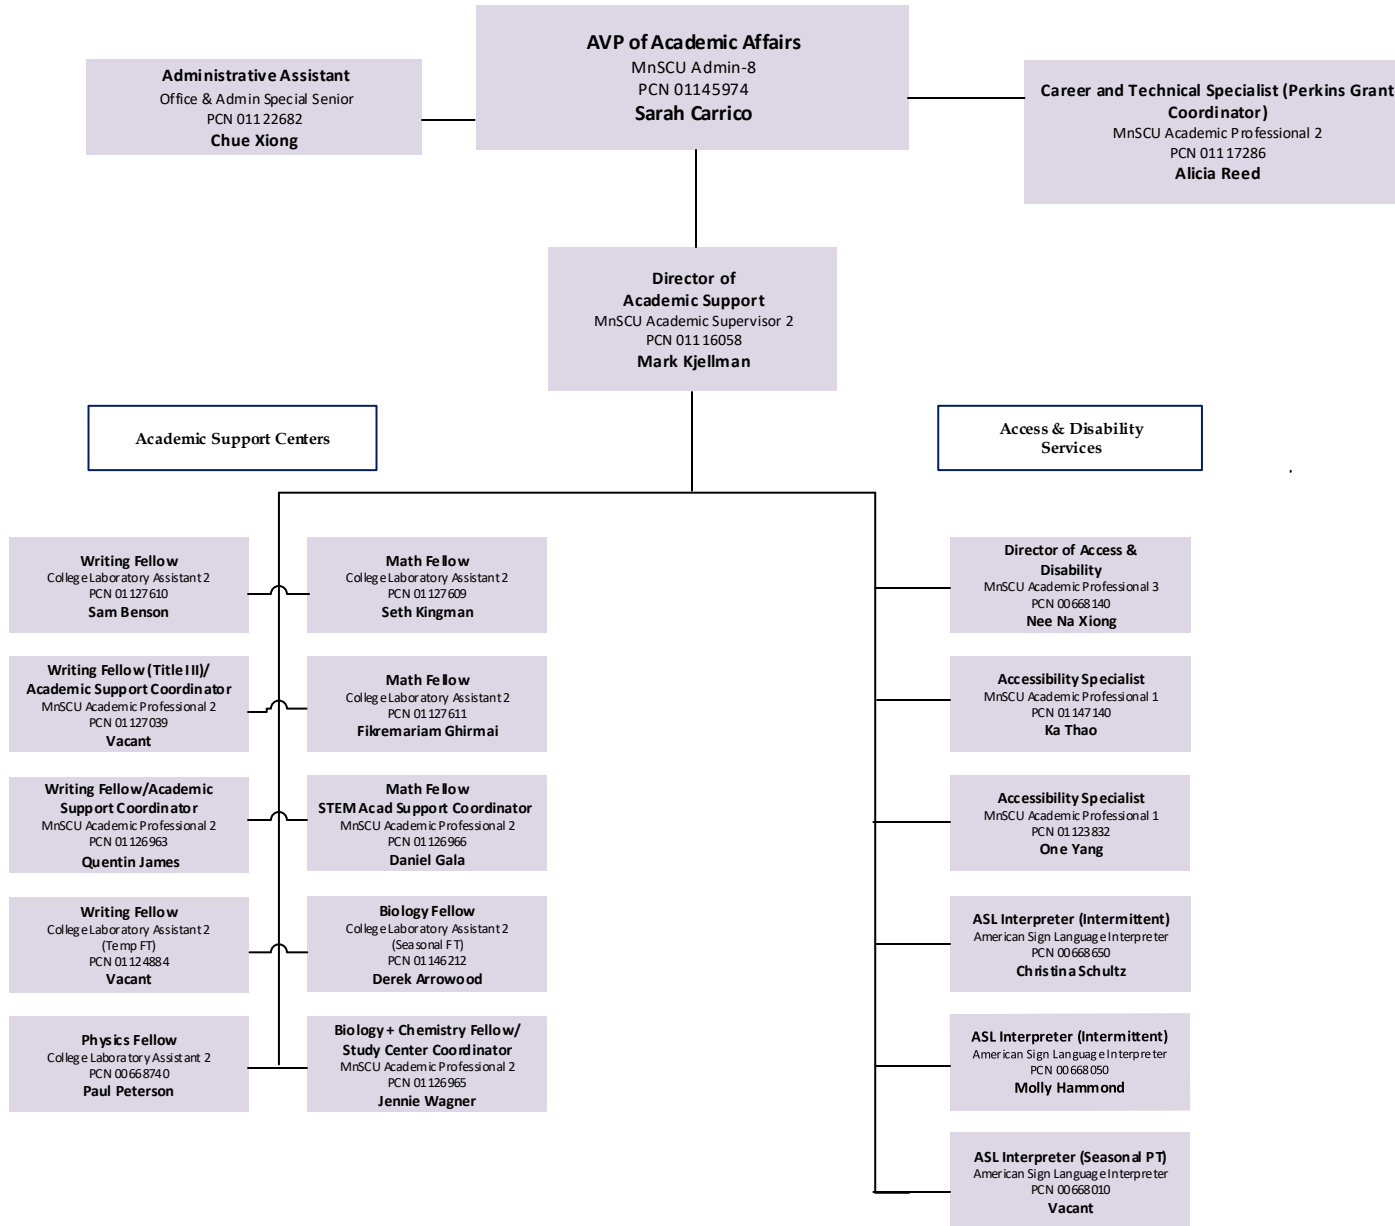 AVP of Academic Affairs
MnSCU Admin-8
PCN 01145974
Sarah Carrico
Administrative Assistant
Office & Admin Special Senior
PCN 01122682
Chue Xiong
Career and Technical Specialist (Perkins Grant
Coordinator)
MnSCU Academic Professional 2
PCN 01117286
Alicia Reed
Director of
Academic Support
MnSCU Academic Supervisor 2
PCN 01116058
Mark Kjellman
Academic Support Centers
Access & Disability
Services
Writing Fellow
College Laboratory Assistant 2
PCN 01127610
Sam Benson
Math Fellow
College Laboratory Assistant 2
PCN 01127609
Seth Kingman
Writing Fellow (Title III)/
Academic Support Coordinator
MnSCU Academic Professional 2
PCN 01127039
Vacant
Math Fellow
College Laboratory Assistant 2
PCN 01127611
Fikremariam Ghirmai
Writing Fellow/Academic
Support Coordinator
MnSCU Academic Professional 2
PCN 01126963
Quentin James
Math Fellow
STEM Acad Support Coordinator
MnSCU Academic Professional 2
PCN 01126966
Daniel Gala
Writing Fellow
College Laboratory Assistant 2
(Temp FT)
PCN 01124884
Vacant
Biology Fellow
College Laboratory Assistant 2
(Seasonal FT)
PCN 01146212
Derek Arrowood
Physics Fellow
College Laboratory Assistant 2
PCN 00668740
Paul Peterson
Biology + Chemistry Fellow/
Study Center Coordinator
MnSCU Academic Professional 2
PCN 01126965
Jennie Wagner
Director of Access &
Disability
MnSCU Academic Professional 3
PCN 00668140
Nee Na Xiong
Accessibility Specialist
MnSCU Academic Professional 1
PCN 01147140
Ka Thao
Accessibility Specialist
MnSCU Academic Professional 1
PCN 01123832
One Yang
ASL Interpreter (Intermittent)
American Sign Language Interpreter
PCN 00668650
Christina Schultz
ASL Interpreter (Intermittent)
American Sign Language Interpreter
PCN 00668050
Molly Hammond
ASL Interpreter (Seasonal PT)
American Sign Language Interpreter
PCN 00668010
Vacant